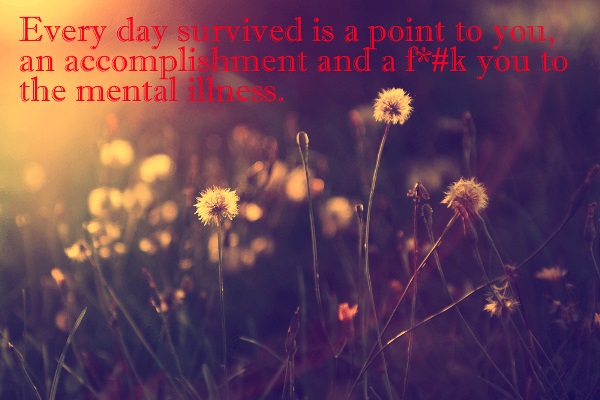 Every day survived is a point to you,
an accomplishment and a f*#k you to
the mental illness.